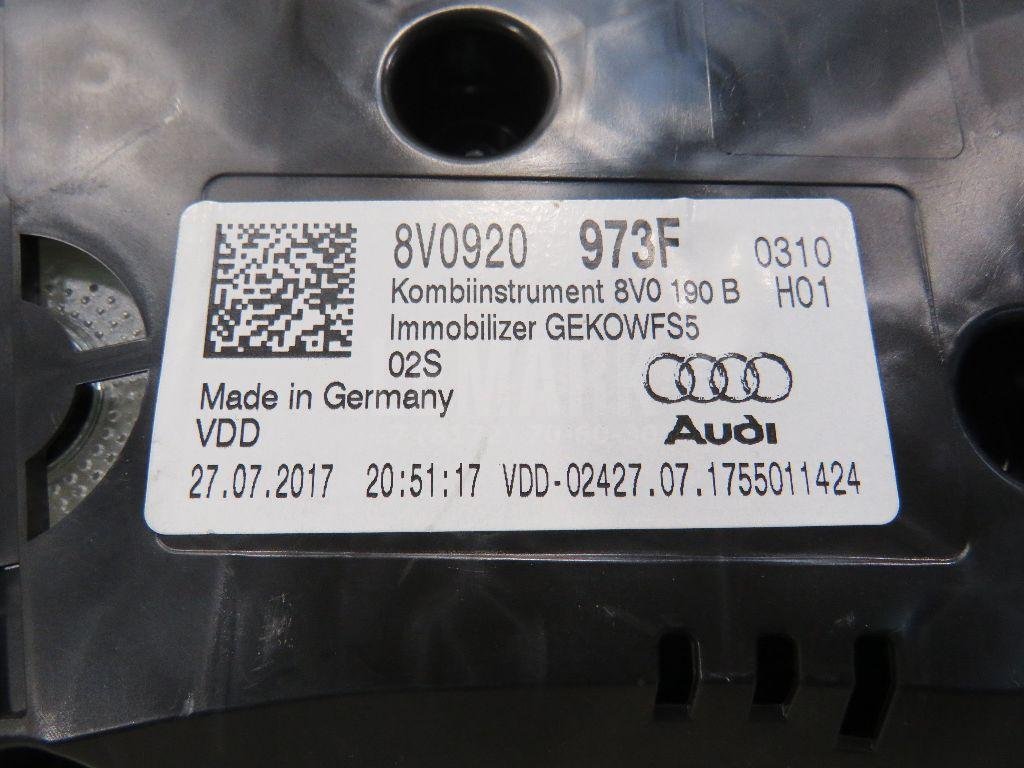 8V0920 973F 0310
Kombiinstrument 8V0 190 B H01
Immobilizer GEKOWFS5
02S
Made in Germany
VDD
Audi
27.07.2017 20:51:17 VDD-02427.07.1755011424